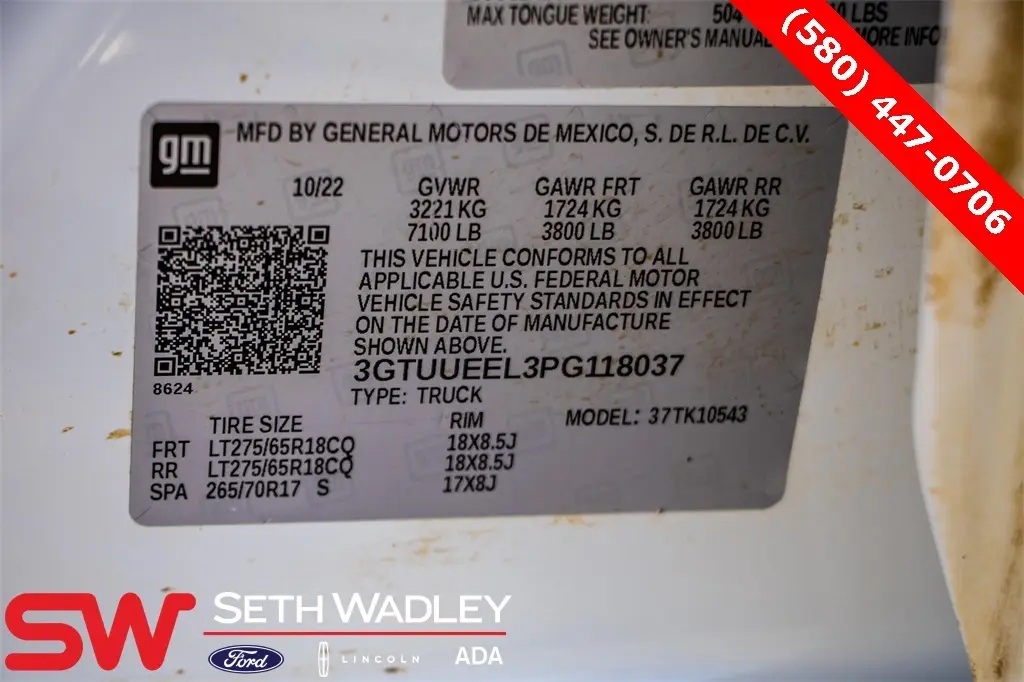 MAX TONGUE WEIGHT: 504 LBS
SEE OWNER'S MANUAL MORE INFO
(580) 447-0706
gm
MFD BY GENERAL MOTORS DE MEXICO, S. DE R.L. DE C.V.
10/22 GVWR GAWR FRT GAWR RR
3221 KG 1724 KG 1724 KG
7100 LB 3800 LB 3800 LB
THIS VEHICLE CONFORMS TO ALL
APPLICABLE U.S. FEDERAL MOTOR
VEHICLE SAFETY STANDARDS IN EFFECT
ON THE DATE OF MANUFACTURE
SHOWN ABOVE.
3GTUUEEL3PG118037
8624
TYPE: TRUCK
TIRE SIZE RIM MODEL: 37TK10543
FRT LT275/65R18CQ 18X8.5J
RR LT275/65R18CQ 18X8.5J
SPA 265/70R17 S 17X8J
SW SETH WADLEY
Ford LINCOLN ADA